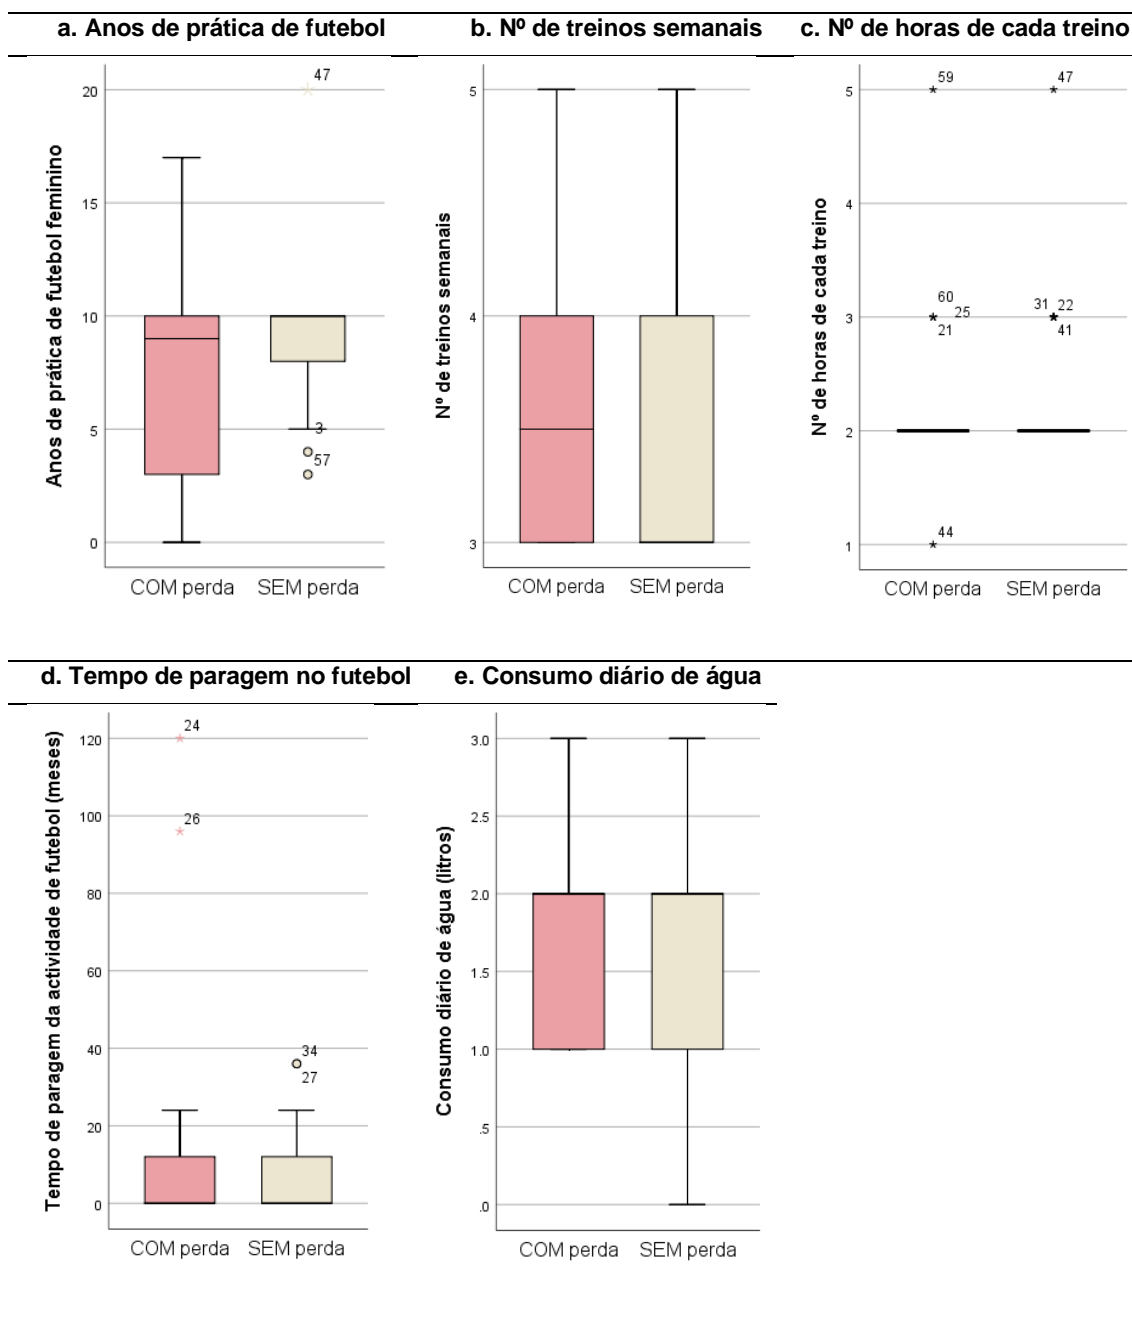 a. Anos de prática de futebol
b. Nº de treinos semanais
c. Nº de horas de cada treino
Anos de prática de futebol feminino
20
15
10
5
0
47
3
57
COM perda
SEM perda
Nº de treinos semanais
5
4
3
COM perda
SEM perda
Nº de horas de cada treino
5
4
3
2
1
59
47
60
25
21
31
22
41
44
COM perda
SEM perda
d. Tempo de paragem no futebol
e. Consumo diário de água
Tempo de paragem da actividade de futebol (meses)
120
100
80
60
40
20
0
24
26
34
27
COM perda
SEM perda
Consumo diário de água (litros)
3.0
2.5
2.0
1.5
1.0
.5
.0
COM perda
SEM perda